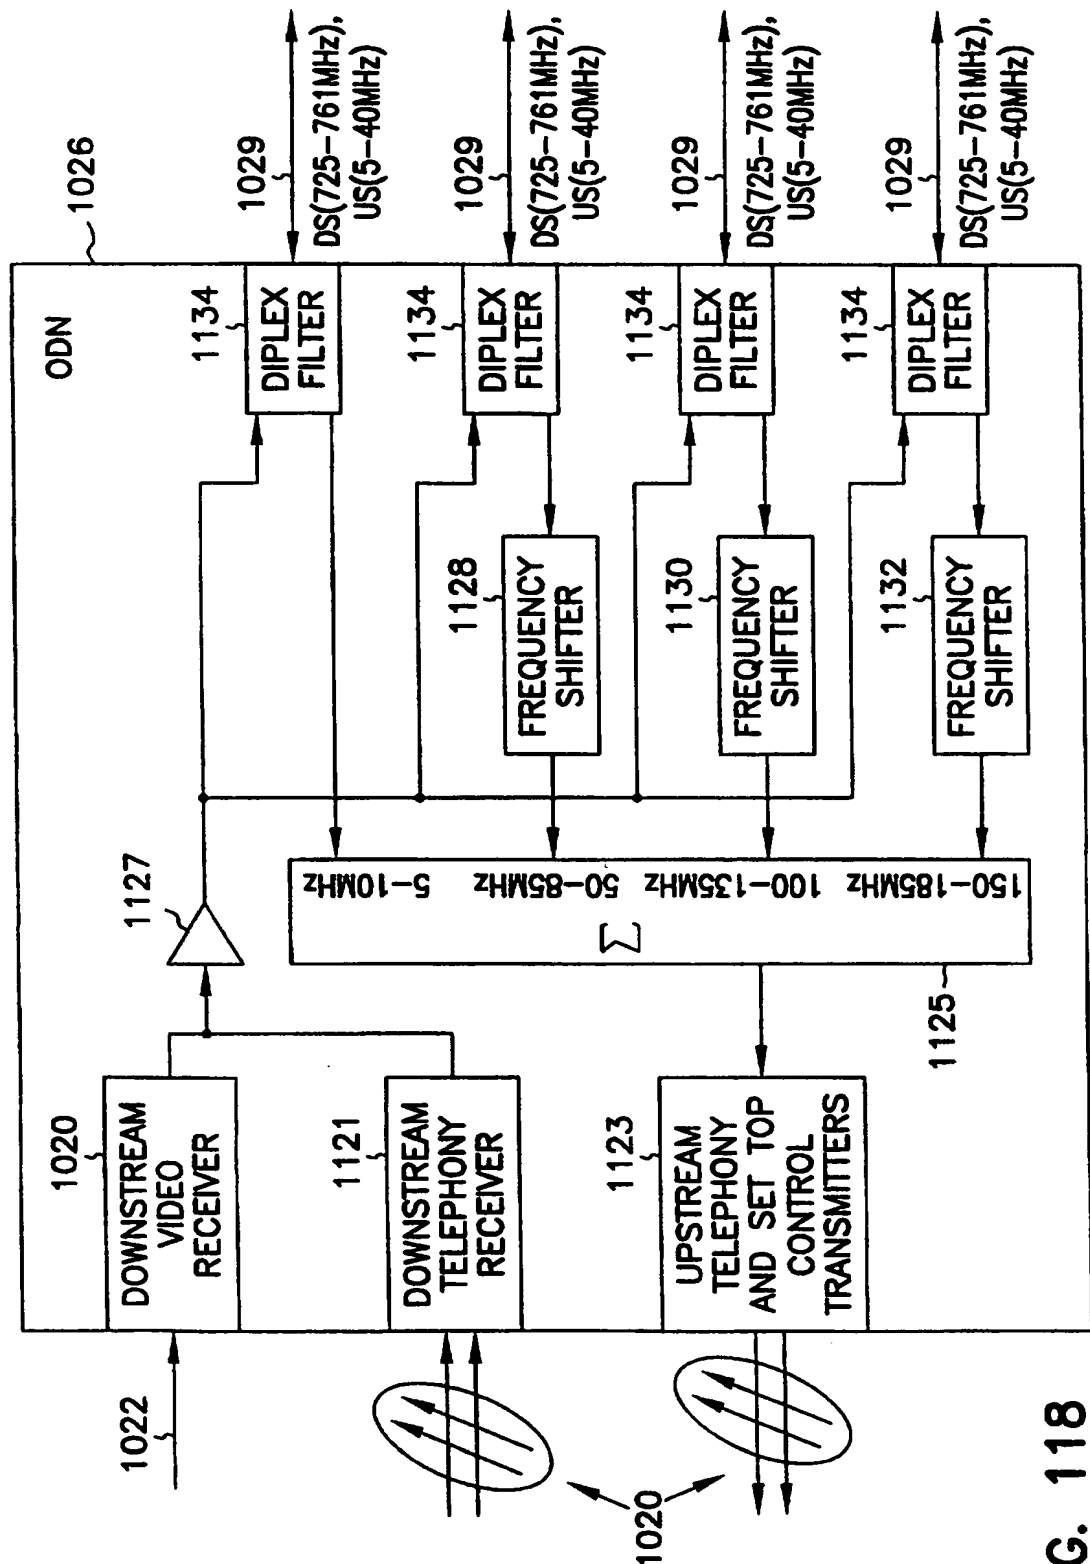 1022
1020
DOWNSTREAM
VIDEO
RECEIVER
1121
DOWNSTREAM
TELEPHONY
RECEIVER
1123
UPSTREAM
TELEPHONY
AND SET TOP
CONTROL
TRANSMITTERS
1020
1127
1125
Σ
5-10MHz
50-85MHz
100-135MHz
150-185MHz
1128
FREQUENCY
SHIFTER
1130
FREQUENCY
SHIFTER
1132
FREQUENCY
SHIFTER
ODN
1026
1134
DIPLEX
FILTER
1134
DIPLEX
FILTER
1134
DIPLEX
FILTER
1134
DIPLEX
FILTER
1029
DS(725-761MHz),
US(5-40MHz)
1029
DS(725-761MHz),
US(5-40MHz)
1029
DS(725-761MHz),
US(5-40MHz)
1029
DS(725-761MHz),
US(5-40MHz)
G. 118